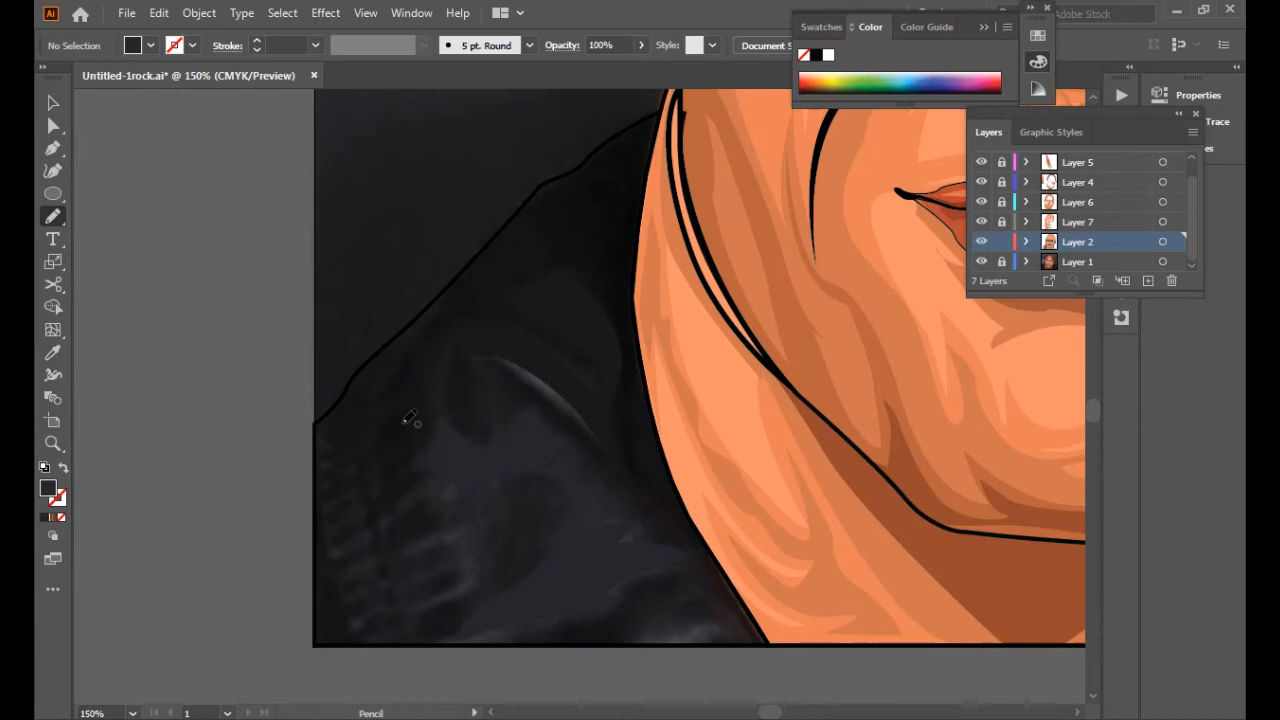 Ai File Edit Object Type Select Effect View Window Help Adobe Stock
No Selection Stroke: 5 pt. Round Opacity: 100% Style: Document S
Swatches Color Color Guide
Untitled-1rock.ai* @ 150% (CMYK/Preview)
Properties
Trace
Layers Graphic Styles
Layer 5
Layer 4
Layer 6
Layer 7
Layer 2
Layer 1
7 Layers
150% 1 Pencil